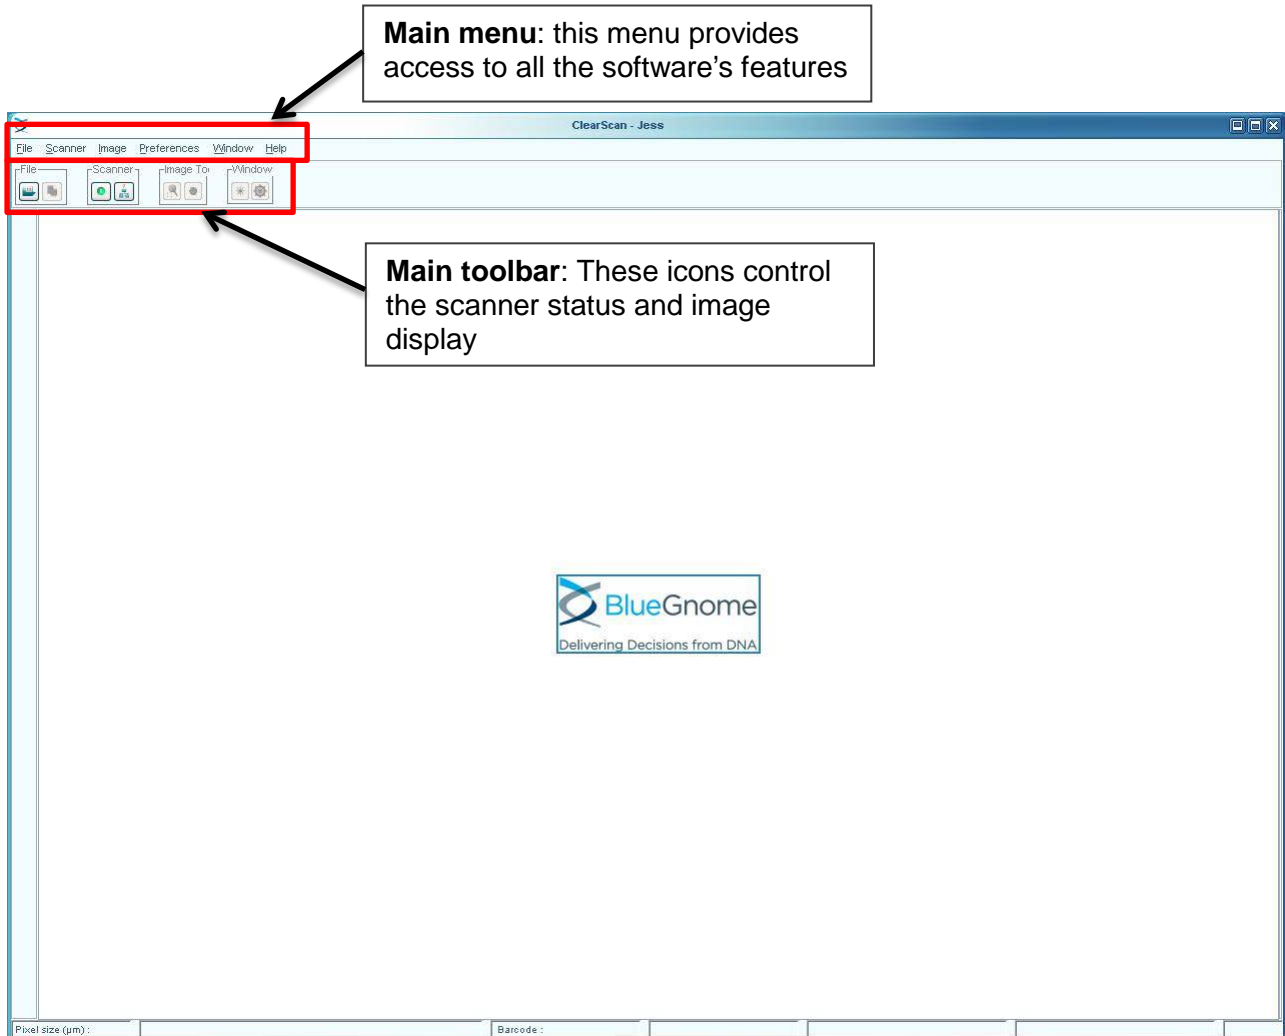 Main menu: this menu provides
access to all the software’s features
ClearScan - Jess
File Scanner Image Preferences Window Help
File Scanner Image To Window
Main toolbar: These icons control
the scanner status and image
display
BlueGnome
Delivering Decisions from DNA
Pixel size (µm) : Barcode :